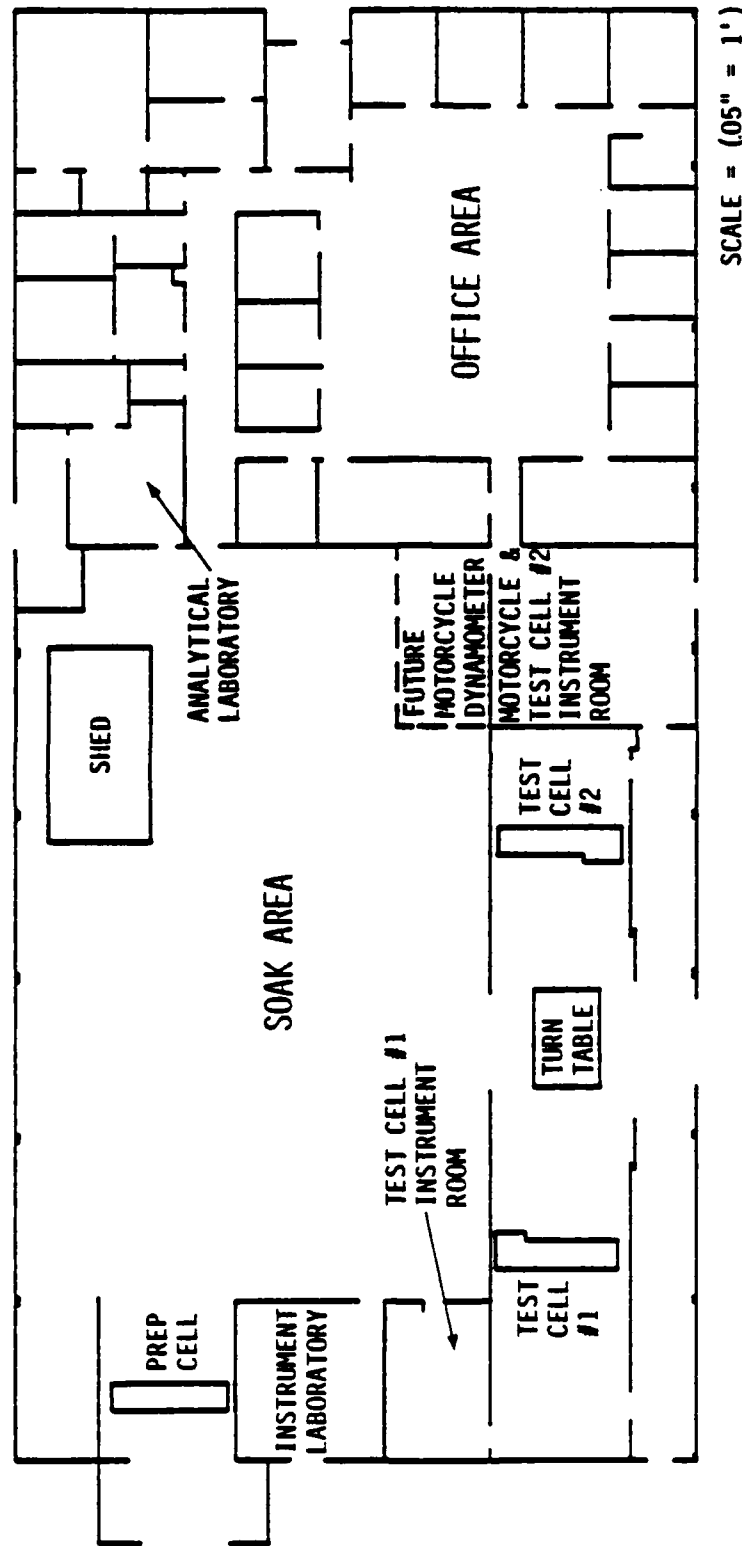 PREP
CELL
INSTRUMENT
LABORATORY
TEST CELL #1
INSTRUMENT
ROOM
TEST
CELL
#1
TURN
TABLE
SOAK AREA
SHED
ANALYTICAL
LABORATORY
TEST
CELL
#2
FUTURE
MOTORCYCLE
DYNAMOMETER
MOTORCYCLE &
TEST CELL #2
INSTRUMENT
ROOM
OFFICE AREA
SCALE = (.05" = 1')